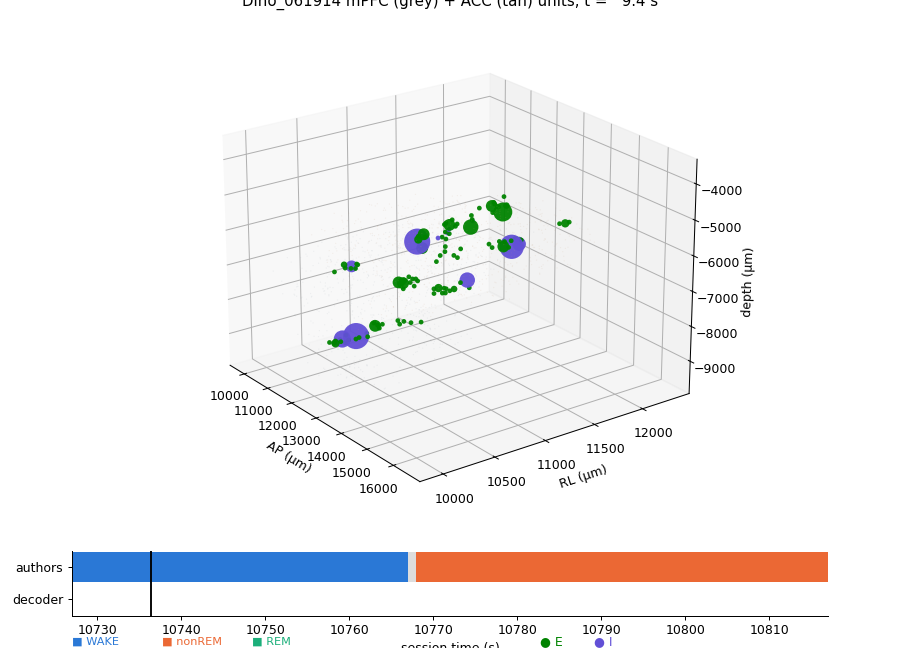 Dino_061914 mPFC (grey) + ACC (tan) units, t = 9.4 s
−4000
−5000
−6000
−7000
−8000
−9000
depth (µm)
10000
11000
12000
13000
14000
15000
16000
AP (µm)
10000
10500
11000
11500
12000
RL (µm)
authors
decoder
10730 10740 10750 10760 10770 10780 10790 10800 10810
WAKE nonREM REM session time (s) E I